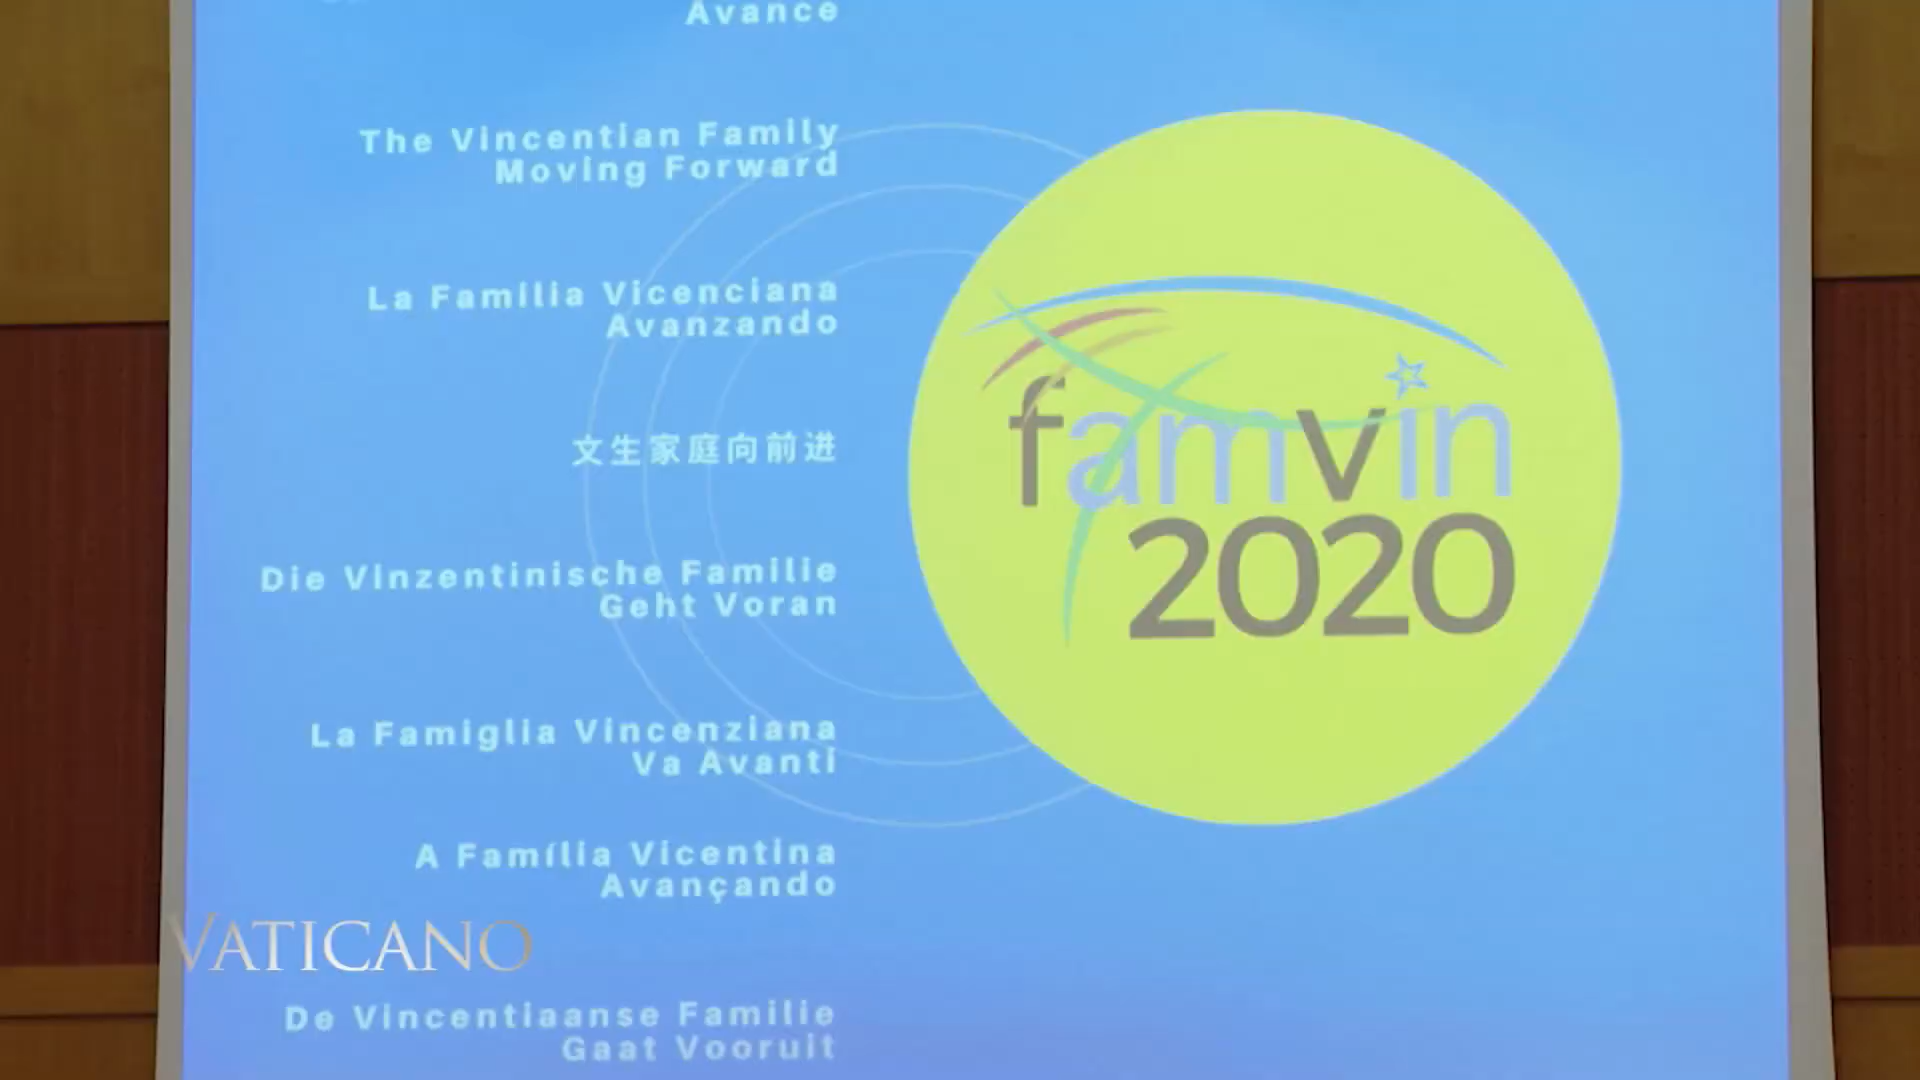 Avance
The Vincentian Family
Moving Forward
La Família Vicenciana
Avanzando
文生家庭向前进
Die Vinzentinische Familie
Geht Voran
La Famiglia Vincenziana
Va Avanti
A Família Vicentina
Avançando
De Vincentiaanse Familie
Gaat Vooruit
famvin
2020
VATICANO